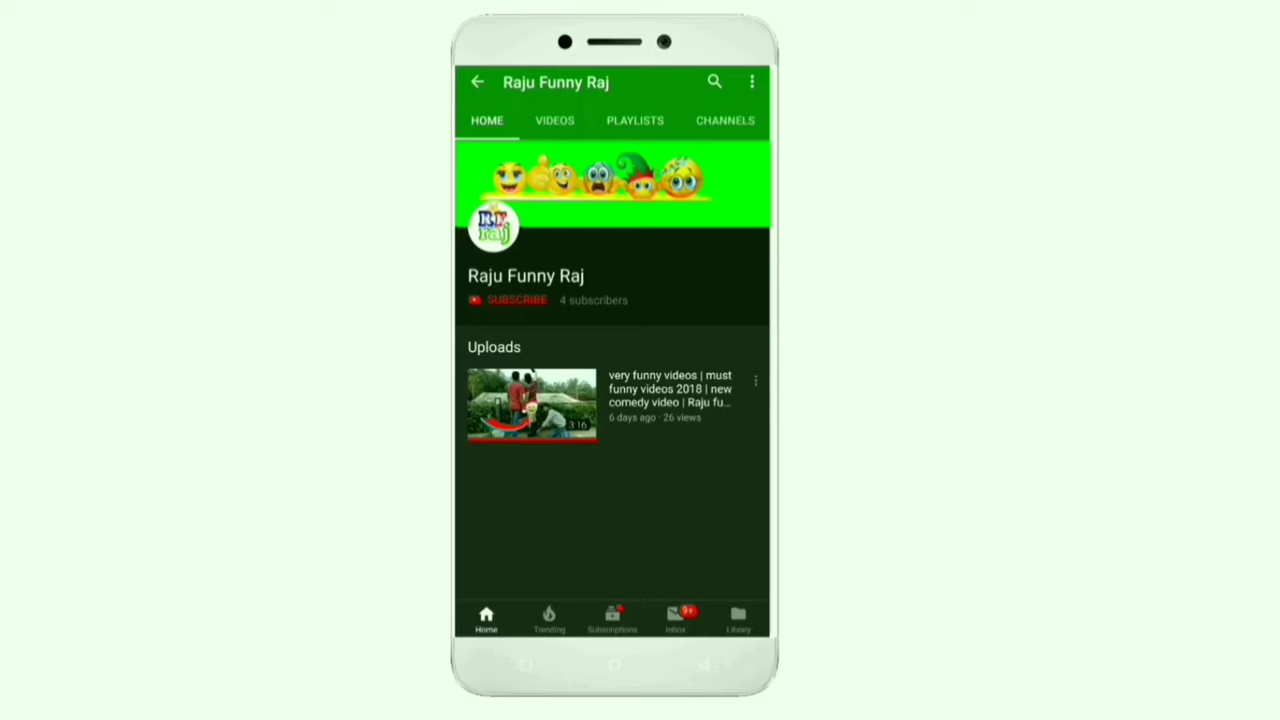 Raju Funny Raj
HOME VIDEOS PLAYLISTS CHANNELS
raj
Raju Funny Raj
SUBSCRIBE 4 subscribers
Uploads
very funny videos | must
funny videos 2018 | new
comedy video | Raju fu...
6 days ago · 26 views
3:16
9+
Home Trending Subscriptions Inbox Library